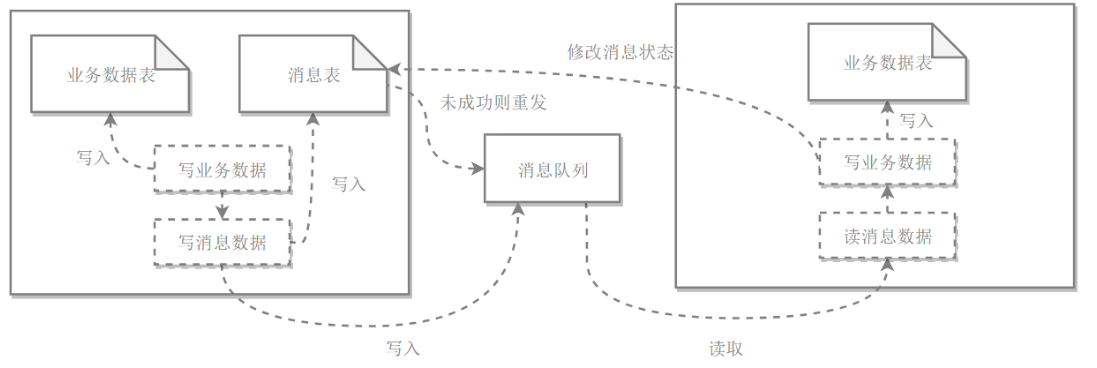 业务数据表
消息表
修改消息状态
业务数据表
未成功则重发
写入
写入
写业务数据
消息队列
写入
写业务数据
写消息数据
读消息数据
写入
读取